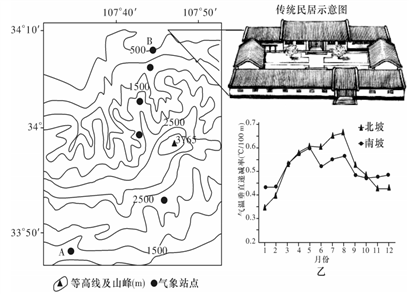 107°40′ 107°50′
34°10′
34°
33°50′
B
500
1500
2500
3765
2500
1500
A
等高线及山峰(m) ●气象站点
传统民居示意图
气温垂直递减率(℃/100 m)
0.7
0.6
0.5
0.4
0.3
0.2
北坡
南坡
1 2 3 4 5 6 7 8 9 10 11 12
月份
乙